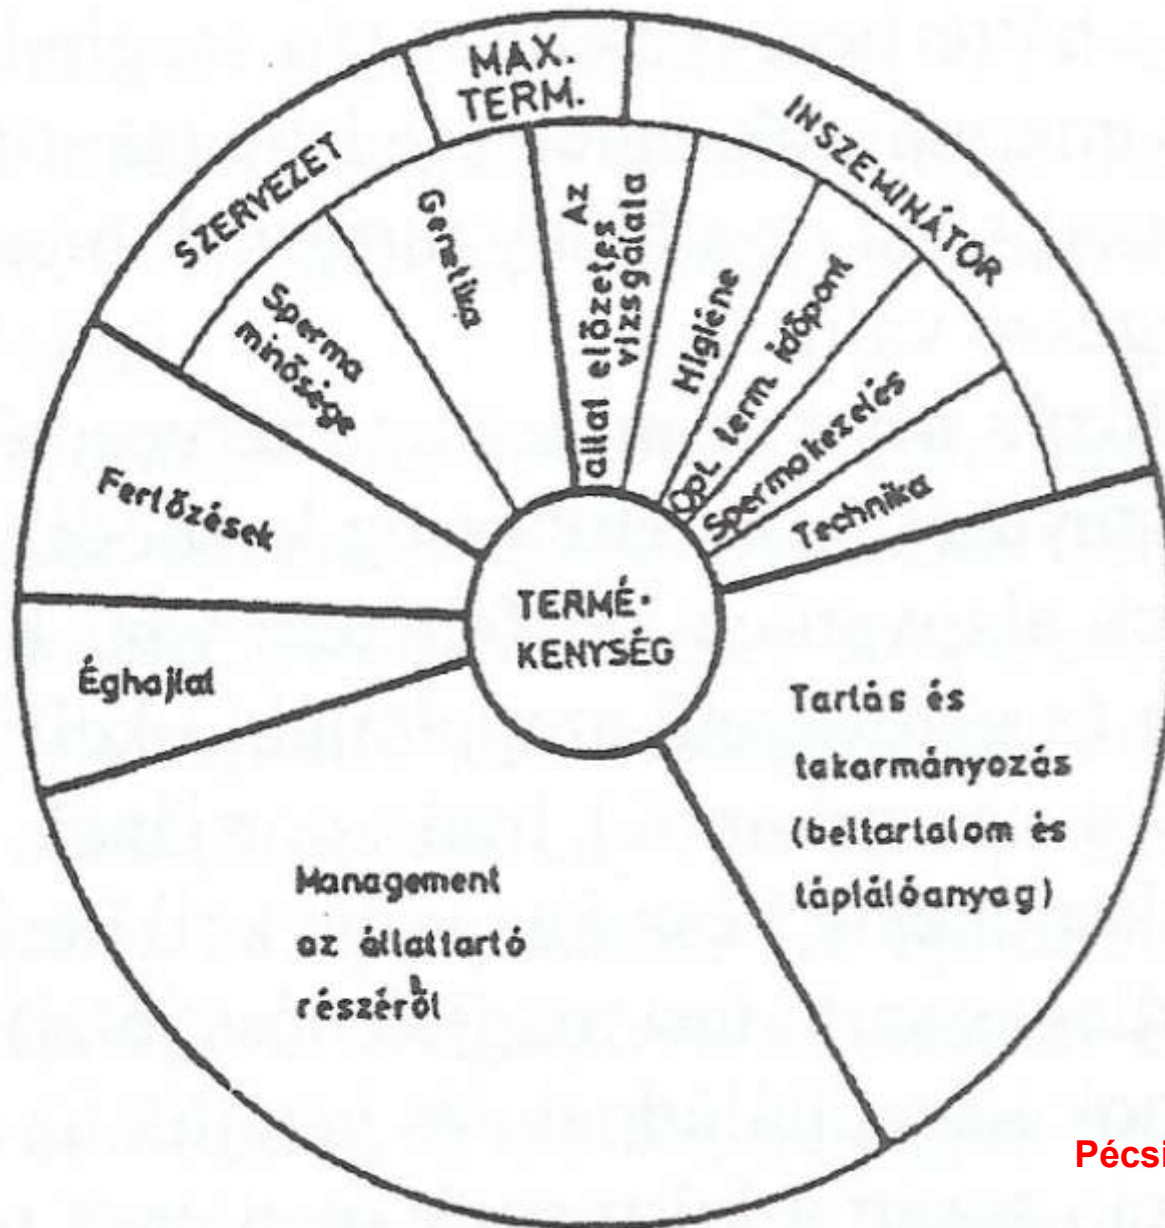 MAX.
TERM.
SZERVEZET
INSZEMINÁTOR
Sperma
minősége
Genetika
Az
állat előzetes
vizsgálata
Higiéne
Opt. term. időpont
Spermakezelés
Technika
Fertőzések
Éghajlat
TERMÉ-
KENYSÉG
Tartás és
takarmányozás
(beltartalom és
táplálóanyag)
Management
az állattartó
részéről
Pécsi